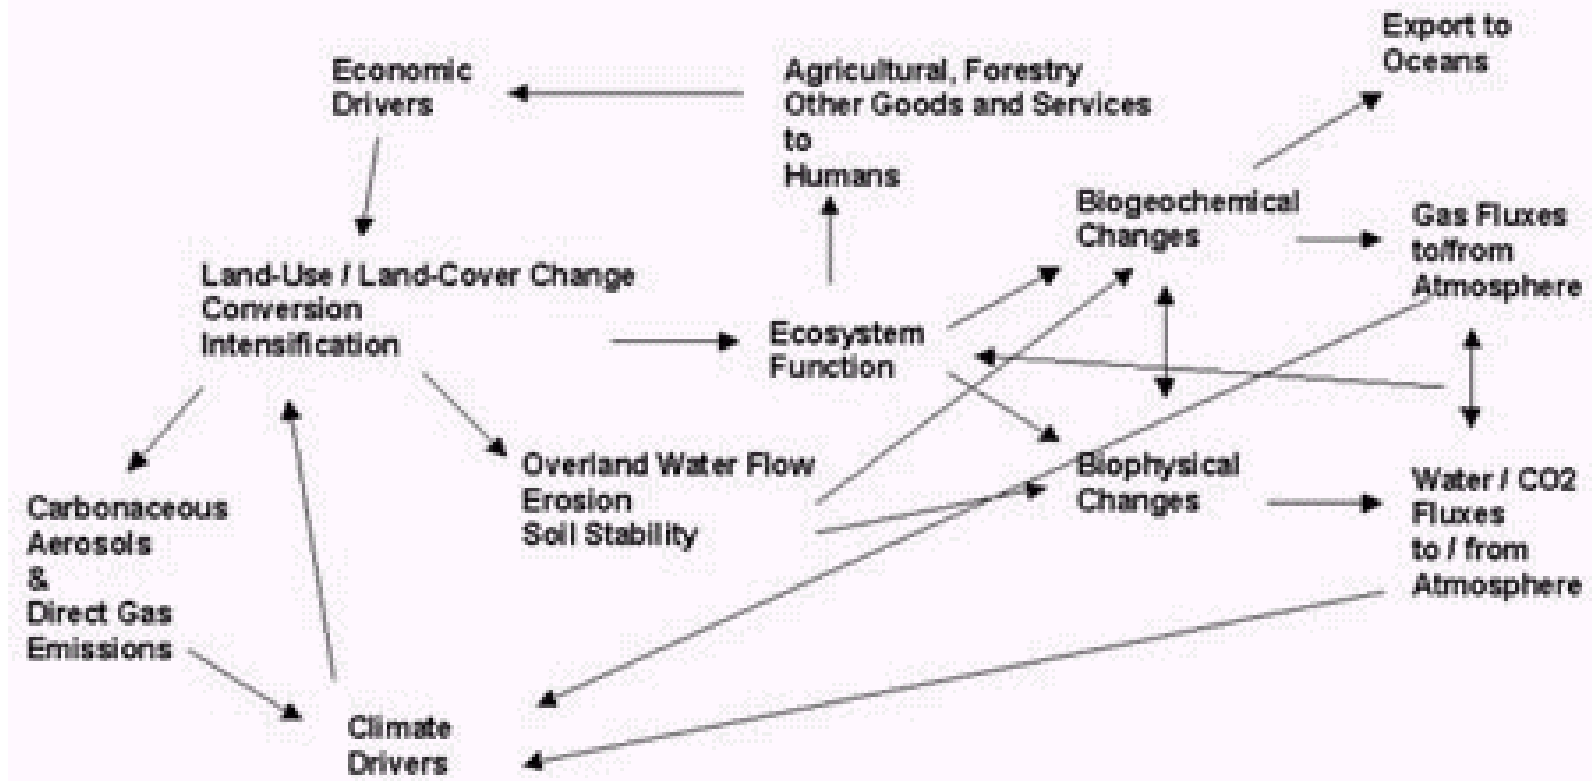 Export to
Oceans
Economic
Drivers
Agricultural, Forestry
Other Goods and Services
to
Humans
Biogeochemical
Changes
Gas Fluxes
to/from
Atmosphere
Land-Use / Land-Cover Change
Conversion
Intensification
Ecosystem
Function
Overland Water Flow
Erosion
Soil Stability
Biophysical
Changes
Water / CO2
Fluxes
to / from
Atmosphere
Carbonaceous
Aerosols
&
Direct Gas
Emissions
Climate
Drivers